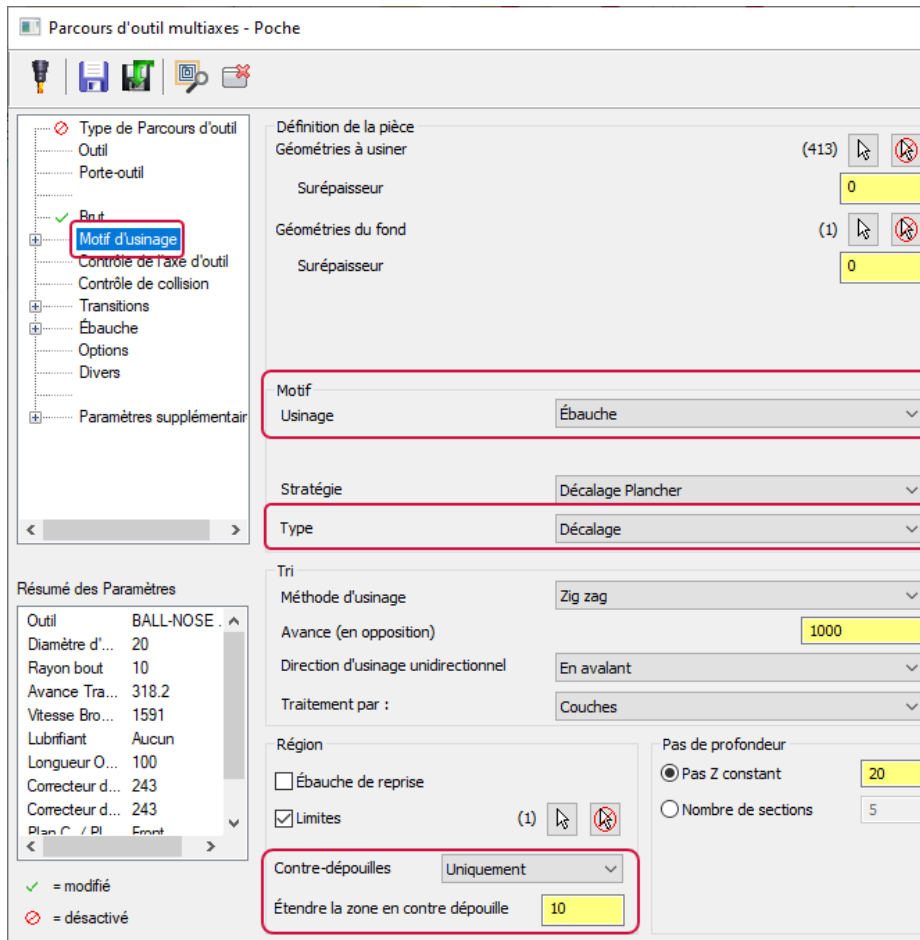 Parcours d'outil multiaxes - Poche
Type de Parcours d'outil
Outil
Porte-outil
Brut
Motif d'usinage
Contrôle de l'axe d'outil
Contrôle de collision
Transitions
Ébauche
Options
Divers
Paramètres supplémentair
Résumé des Paramètres
Outil BALL-NOSE .
Diamètre d'... 20
Rayon bout 10
Avance Tra... 318.2
Vitesse Bro... 1591
Lubrifiant Aucun
Longueur O... 100
Correcteur d... 243
Correcteur d... 243
Plan C / Pl Front
= modifié
= désactivé
Définition de la pièce
Géométries à usiner (413)
Surépaisseur 0
Géométries du fond (1)
Surépaisseur 0
Motif
Usinage Ébauche
Stratégie Décalage Plancher
Type Décalage
Tri
Méthode d'usinage Zig zag
Avance (en opposition) 1000
Direction d'usinage unidirectionnel En avalant
Traitement par : Couches
Région
Ébauche de reprise
Limites (1)
Contre-dépouilles Uniquement
Étendre la zone en contre dépouille 10
Pas de profondeur
Pas Z constant 20
Nombre de sections 5